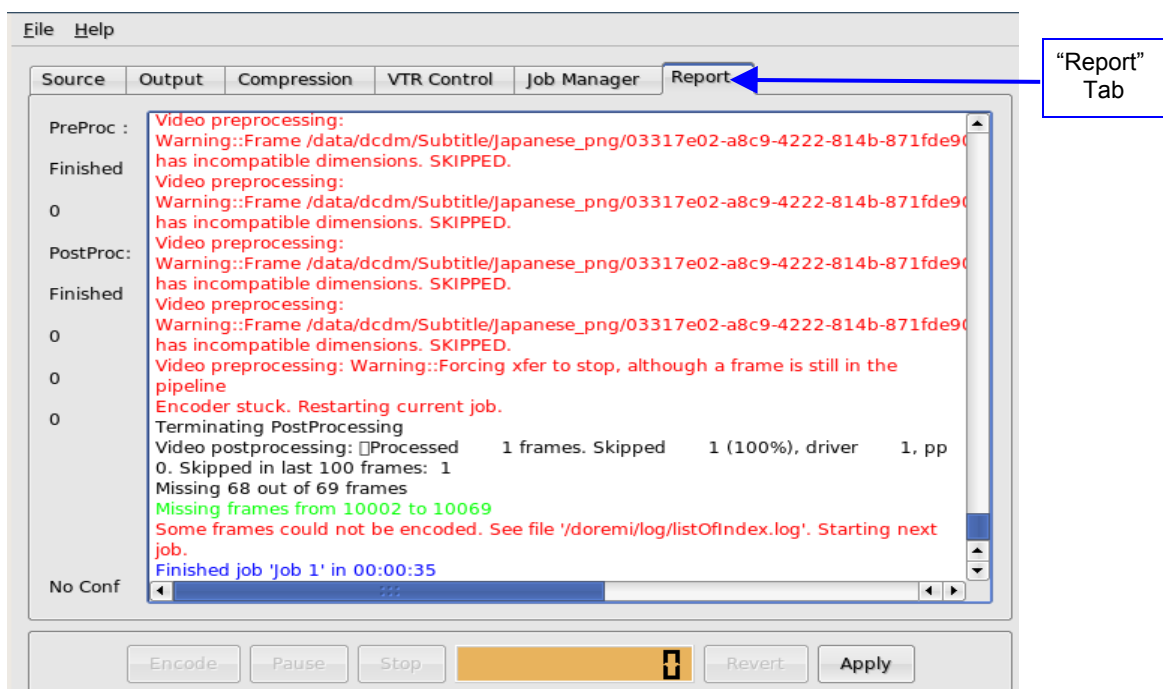 File Help
Source Output Compression VTR Control Job Manager Report
“Report”
Tab
PreProc :
Finished
0
PostProc:
Finished
0
0
0
No Conf
Video preprocessing:
Warning::Frame /data/dcdm/Subtitle/Japanese_png/03317e02-a8c9-4222-814b-871fde90
has incompatible dimensions. SKIPPED.
Video preprocessing:
Warning::Frame /data/dcdm/Subtitle/Japanese_png/03317e02-a8c9-4222-814b-871fde90
has incompatible dimensions. SKIPPED.
Video preprocessing:
Warning::Frame /data/dcdm/Subtitle/Japanese_png/03317e02-a8c9-4222-814b-871fde90
has incompatible dimensions. SKIPPED.
Video preprocessing:
Warning::Frame /data/dcdm/Subtitle/Japanese_png/03317e02-a8c9-4222-814b-871fde90
has incompatible dimensions. SKIPPED.
Video preprocessing: Warning::Forcing xfer to stop, although a frame is still in the
pipeline
Encoder stuck. Restarting current job.
Terminating PostProcessing
Video postprocessing: Processed 1 frames. Skipped 1 (100%), driver 1, pp
0. Skipped in last 100 frames: 1
Missing 68 out of 69 frames
Missing frames from 10002 to 10069
Some frames could not be encoded. See file '/doremi/log/listOfIndex.log'. Starting next
job.
Finished job 'Job 1' in 00:00:35
Encode Pause Stop 0 Revert Apply